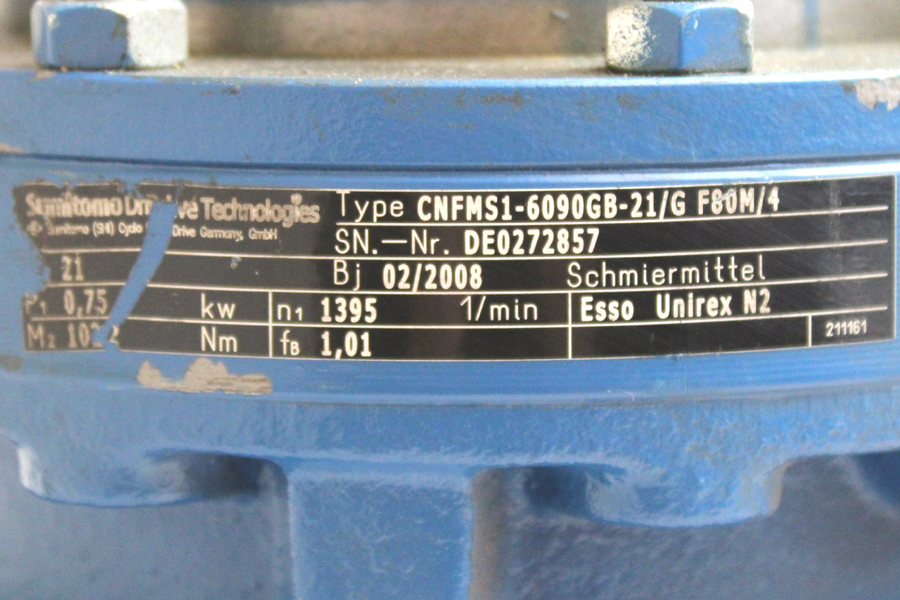 Sumitomo Drive Technologies
Sumitomo (SHI) Cyclo Drive Germany, GmbH
Type CNFMS1-6090GB-21/G F80M/4
SN.-Nr. DE0272857
21
Bj 02/2008 Schmiermittel
P1 0,75 kw n1 1395 1/min Esso Unirex N2
M2 Nm fB 1,01 211161